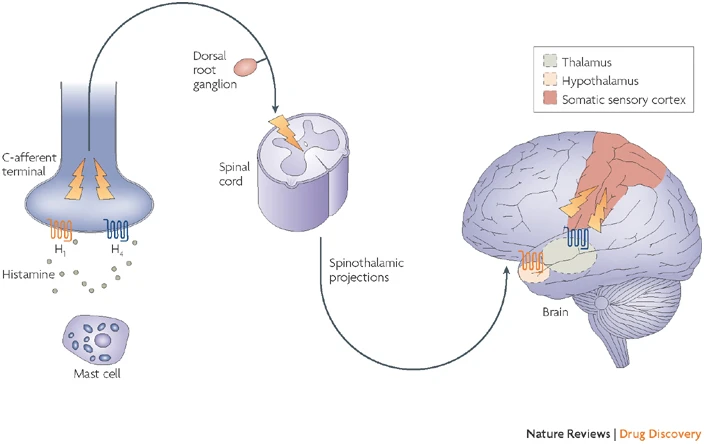 Dorsal
root
ganglion
Thalamus
Hypothalamus
Somatic sensory cortex
C-afferent
terminal
Spinal
cord
H1
H4
Histamine
Spinothalamic
projections
Brain
Mast cell
Nature Reviews | Drug Discovery